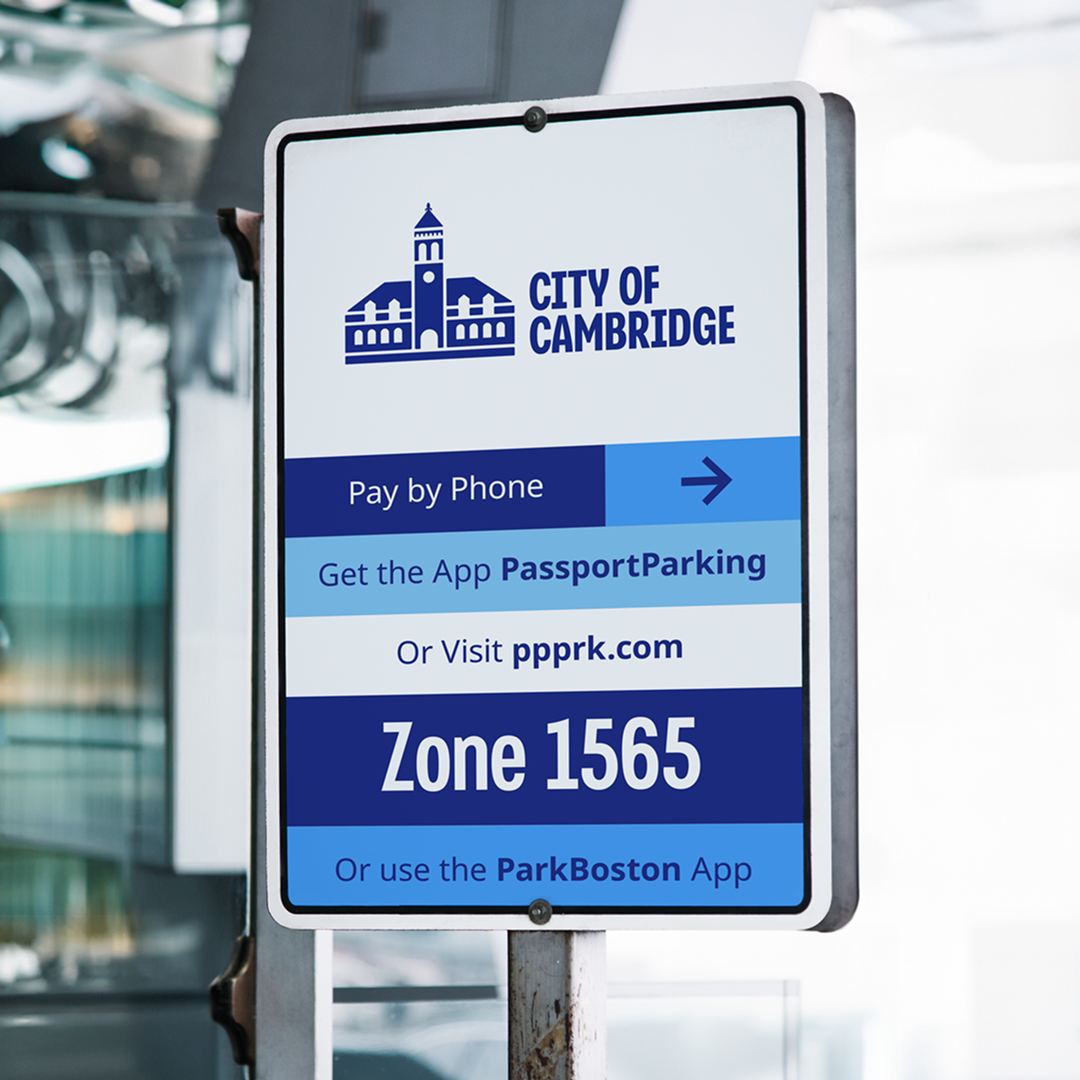 CITY OF
CAMBRIDGE
Pay by Phone
Get the App PassportParking
Or Visit ppprk.com
Zone 1565
Or use the ParkBoston App